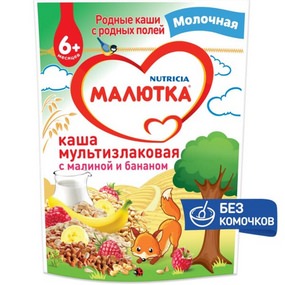 Родные каши
с родных полей
Молочная
6+
месяцев
NUTRICIA
МАЛЮТКА®
каша
мультизлаковая
с малиной и бананом
БЕЗ
КОМОЧКОВ